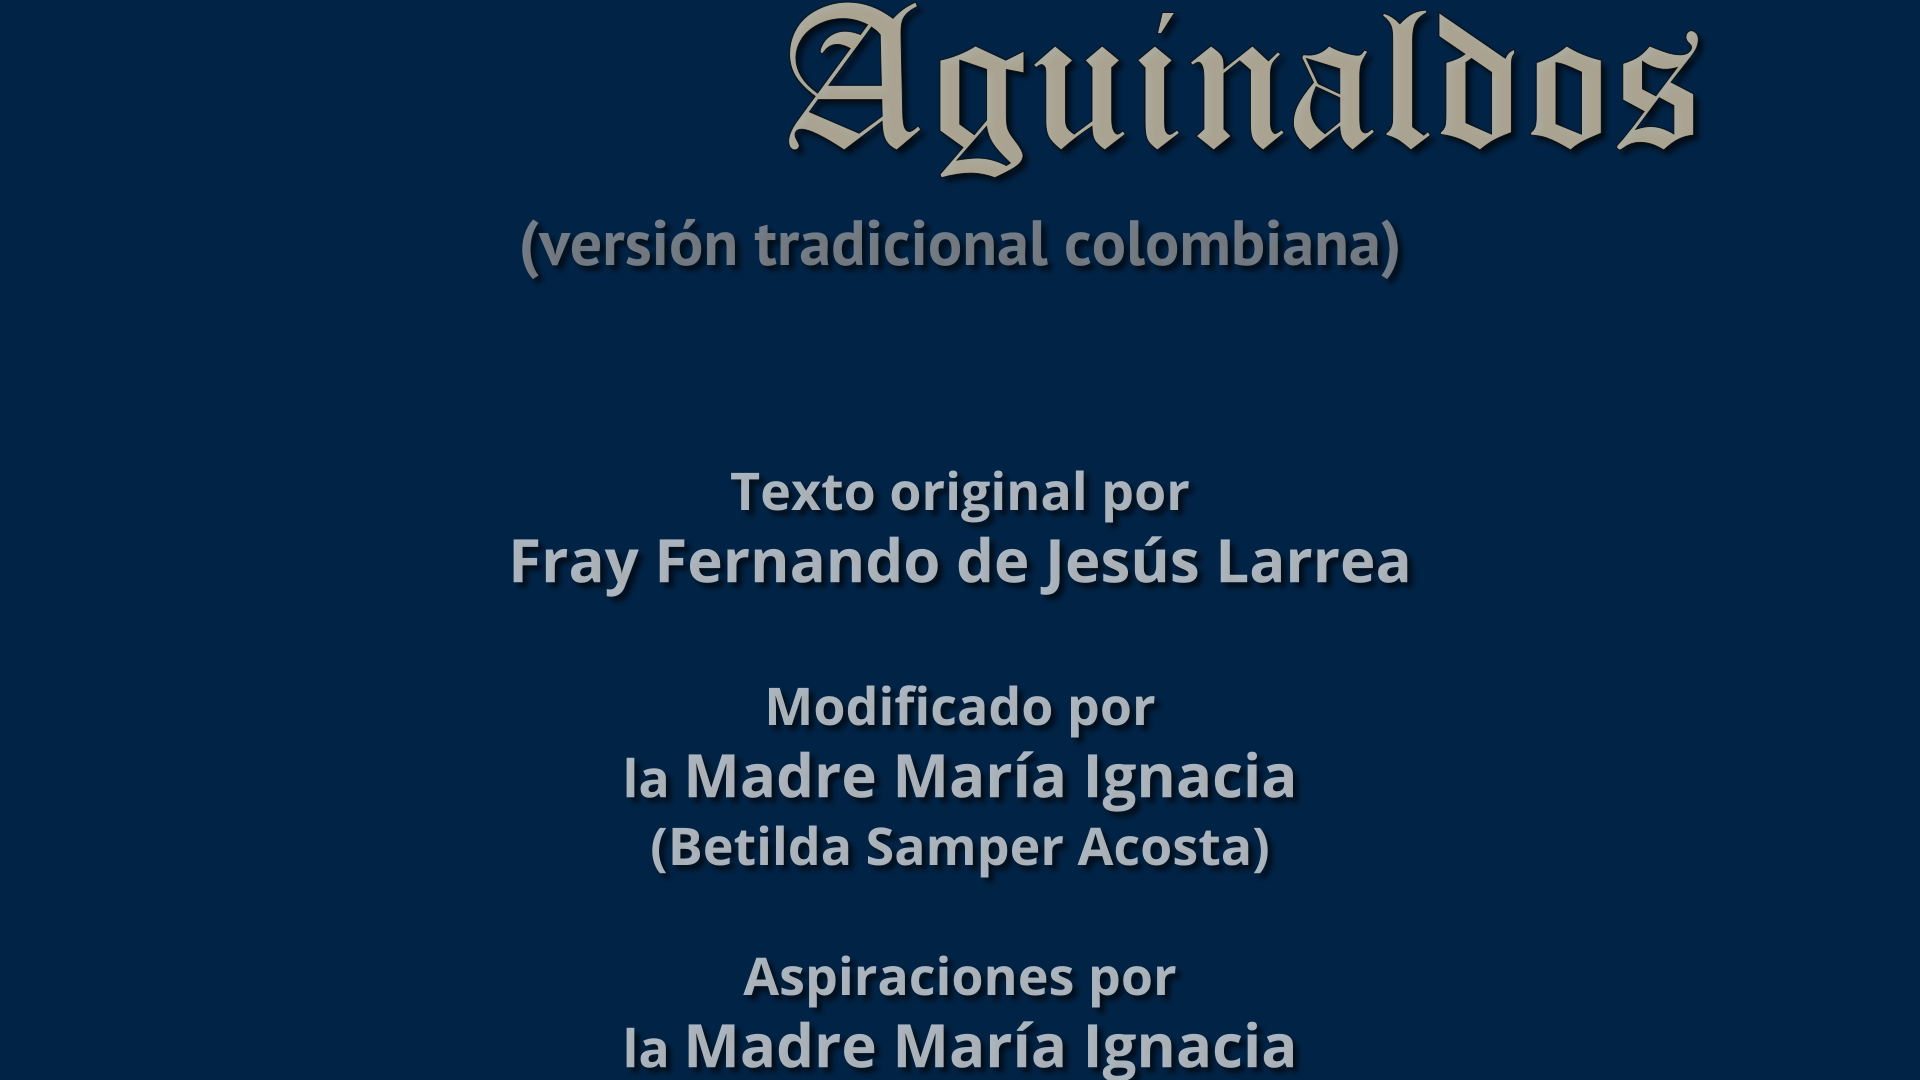 Aguinaldos
(versión tradicional colombiana)
Texto original por
Fray Fernando de Jesús Larrea
Modificado por
la Madre María Ignacia
(Betilda Samper Acosta)
Aspiraciones por
la Madre María Ignacia